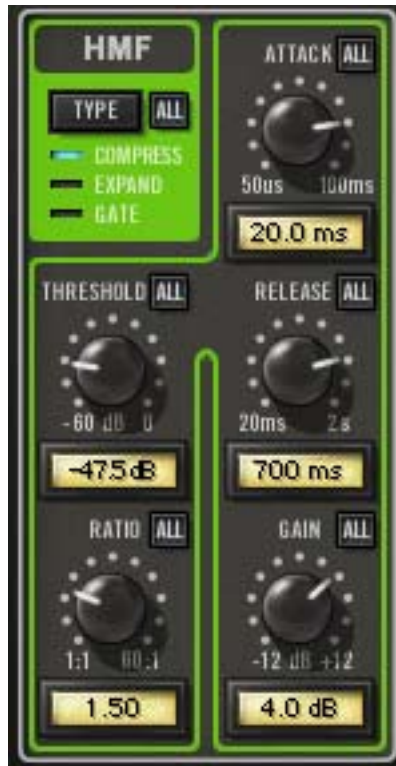 HMF
TYPE ALL
COMPRESS
EXPAND
GATE
ATTACK ALL
50us 100ms
20.0 ms
THRESHOLD ALL
-60 dB 0
-47.5 dB
RELEASE ALL
20ms 2s
700 ms
RATIO ALL
1:1 60:1
1.50
GAIN ALL
-12 dB +12
4.0 dB